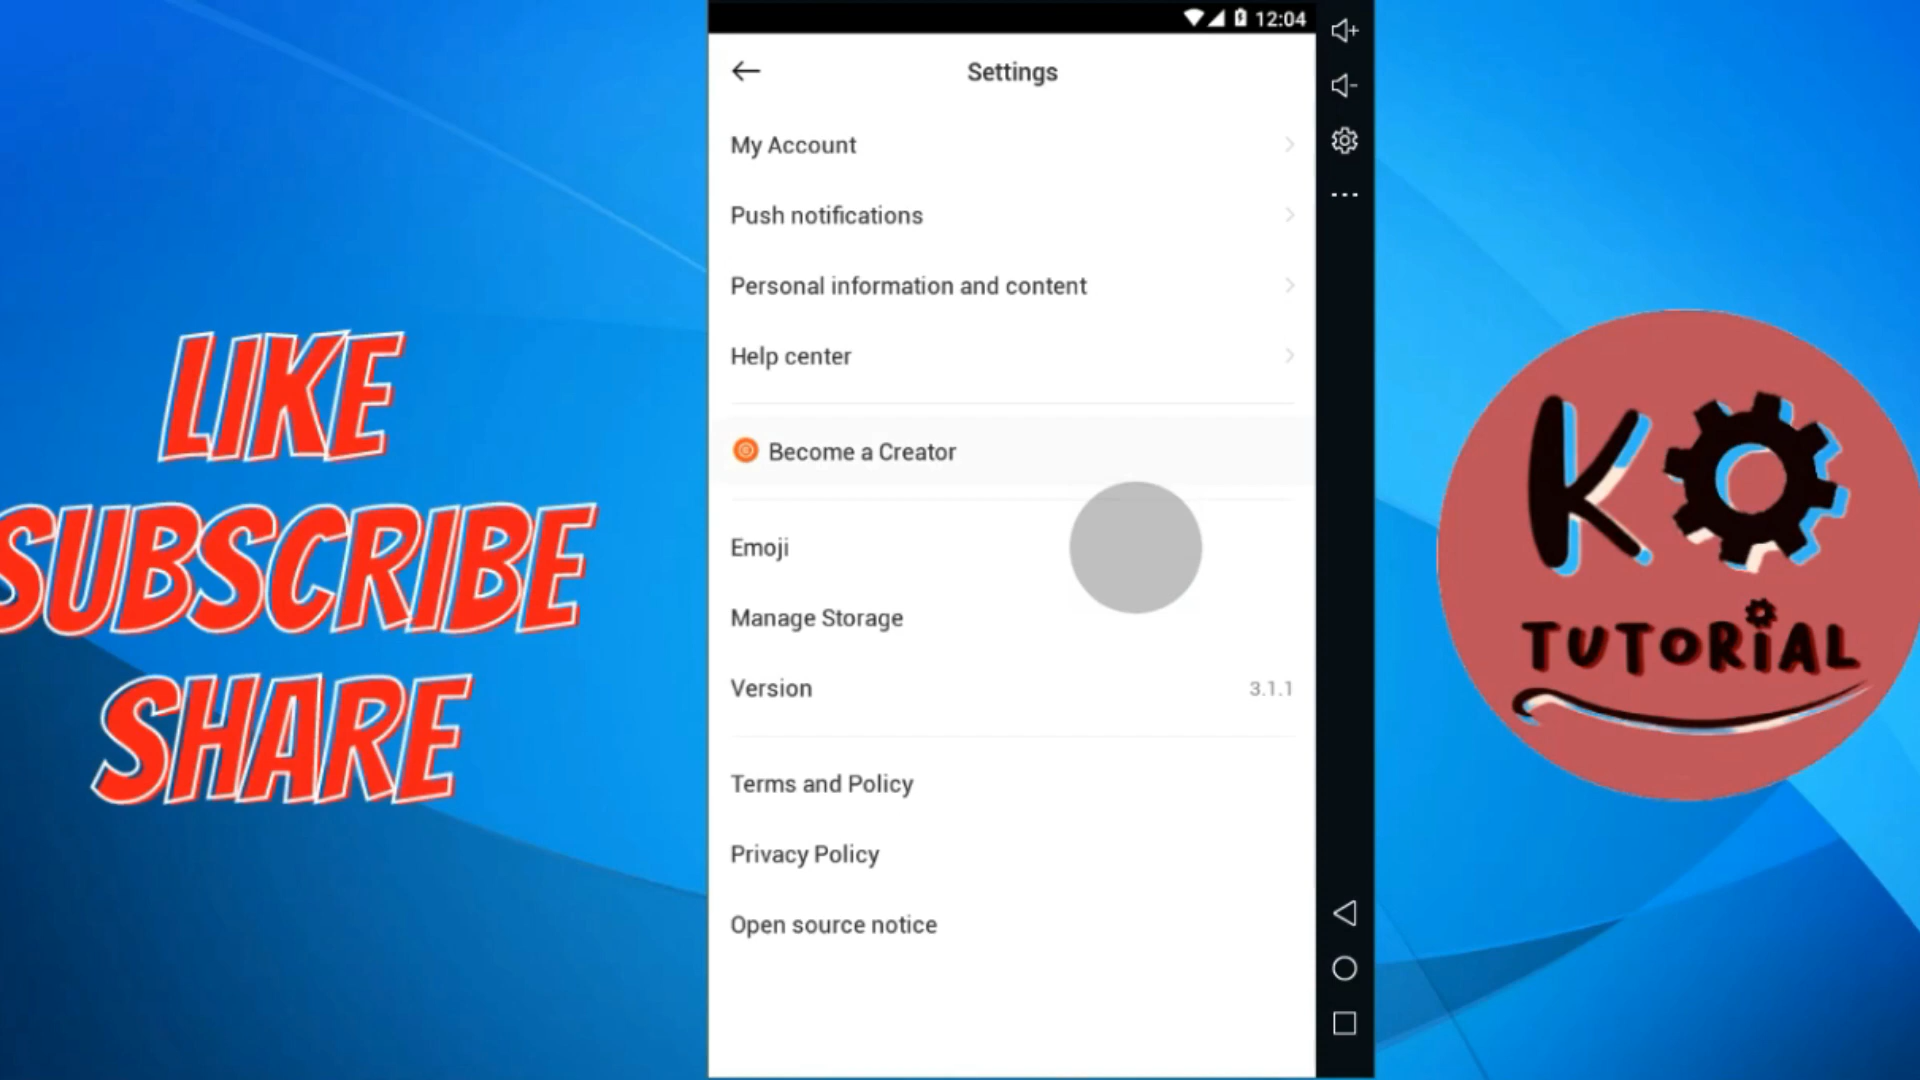 LIKE
SUBSCRIBE
SHARE
12:04
Settings
My Account
Push notifications
Personal information and content
Help center
Become a Creator
Emoji
Manage Storage
Version 3.1.1
Terms and Policy
Privacy Policy
Open source notice
KO
TUTORiAL